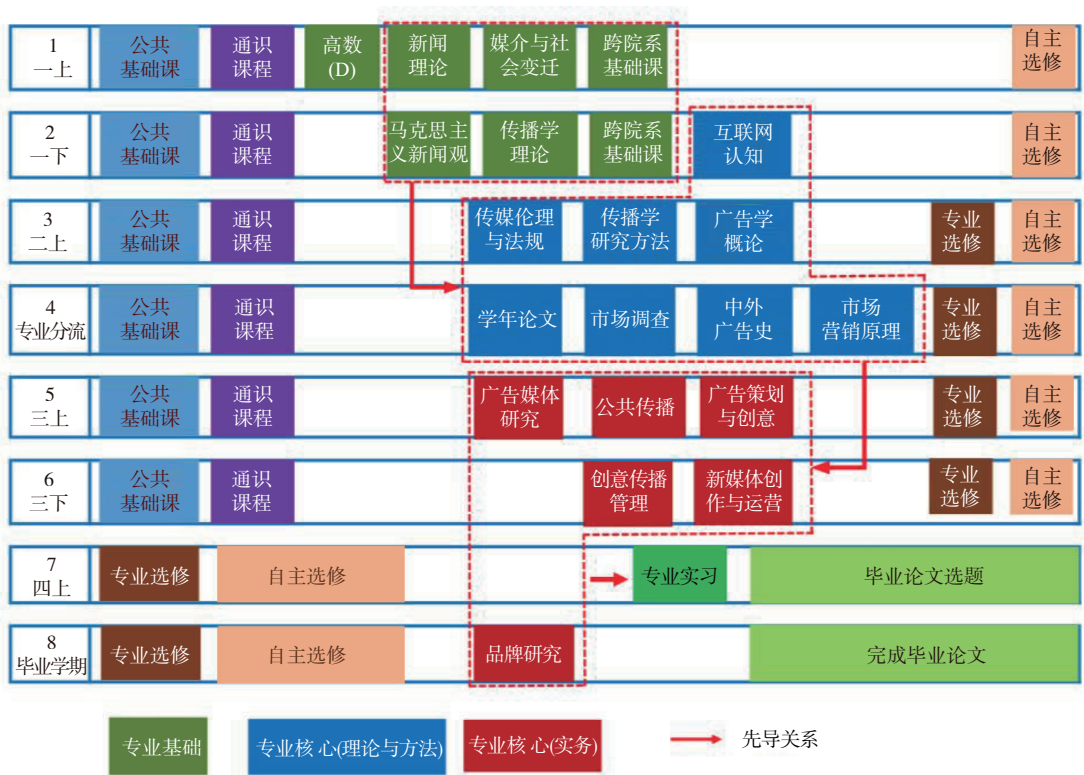 1
一上
公共
基础课
通识
课程
高数
(D)
新闻
理论
媒介与社
会变迁
跨院系
基础课
自主
选修
2
一下
公共
基础课
通识
课程
马克思主
义新闻观
传播学
理论
跨院系
基础课
互联网
认知
自主
选修
3
二上
公共
基础课
通识
课程
传媒伦理
与法规
传播学
研究方法
广告学
概论
专业
选修
自主
选修
4
专业分流
公共
基础课
通识
课程
学年论文
市场调查
中外
广告史
市场
营销原理
专业
选修
自主
选修
5
三上
公共
基础课
通识
课程
广告媒体
研究
公共传播
广告策划
与创意
专业
选修
自主
选修
6
三下
公共
基础课
通识
课程
创意传播
管理
新媒体创
作与运营
专业
选修
自主
选修
7
四上
专业选修
自主选修
专业实习
毕业论文选题
8
毕业学期
专业选修
自主选修
品牌研究
完成毕业论文
专业基础
专业核 心(理论与方法)
专业核 心(实务)
先导关系